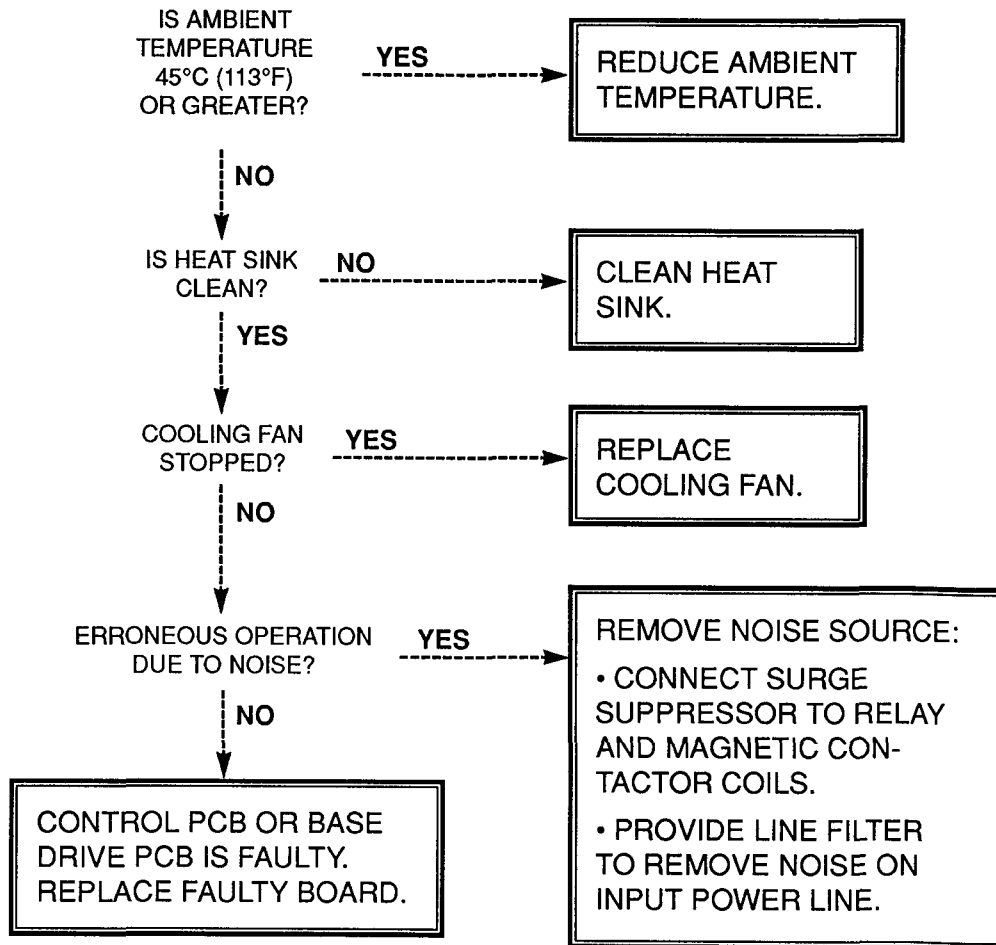 IS AMBIENT
TEMPERATURE
45°C (113°F)
OR GREATER?
YES
REDUCE AMBIENT
TEMPERATURE.
NO
IS HEAT SINK
CLEAN?
NO
CLEAN HEAT
SINK.
YES
COOLING FAN
STOPPED?
YES
REPLACE
COOLING FAN.
NO
ERRONEOUS OPERATION
DUE TO NOISE?
YES
REMOVE NOISE SOURCE:
• CONNECT SURGE
SUPPRESSOR TO RELAY
AND MAGNETIC CON-
TACTOR COILS.
• PROVIDE LINE FILTER
TO REMOVE NOISE ON
INPUT POWER LINE.
NO
CONTROL PCB OR BASE
DRIVE PCB IS FAULTY.
REPLACE FAULTY BOARD.